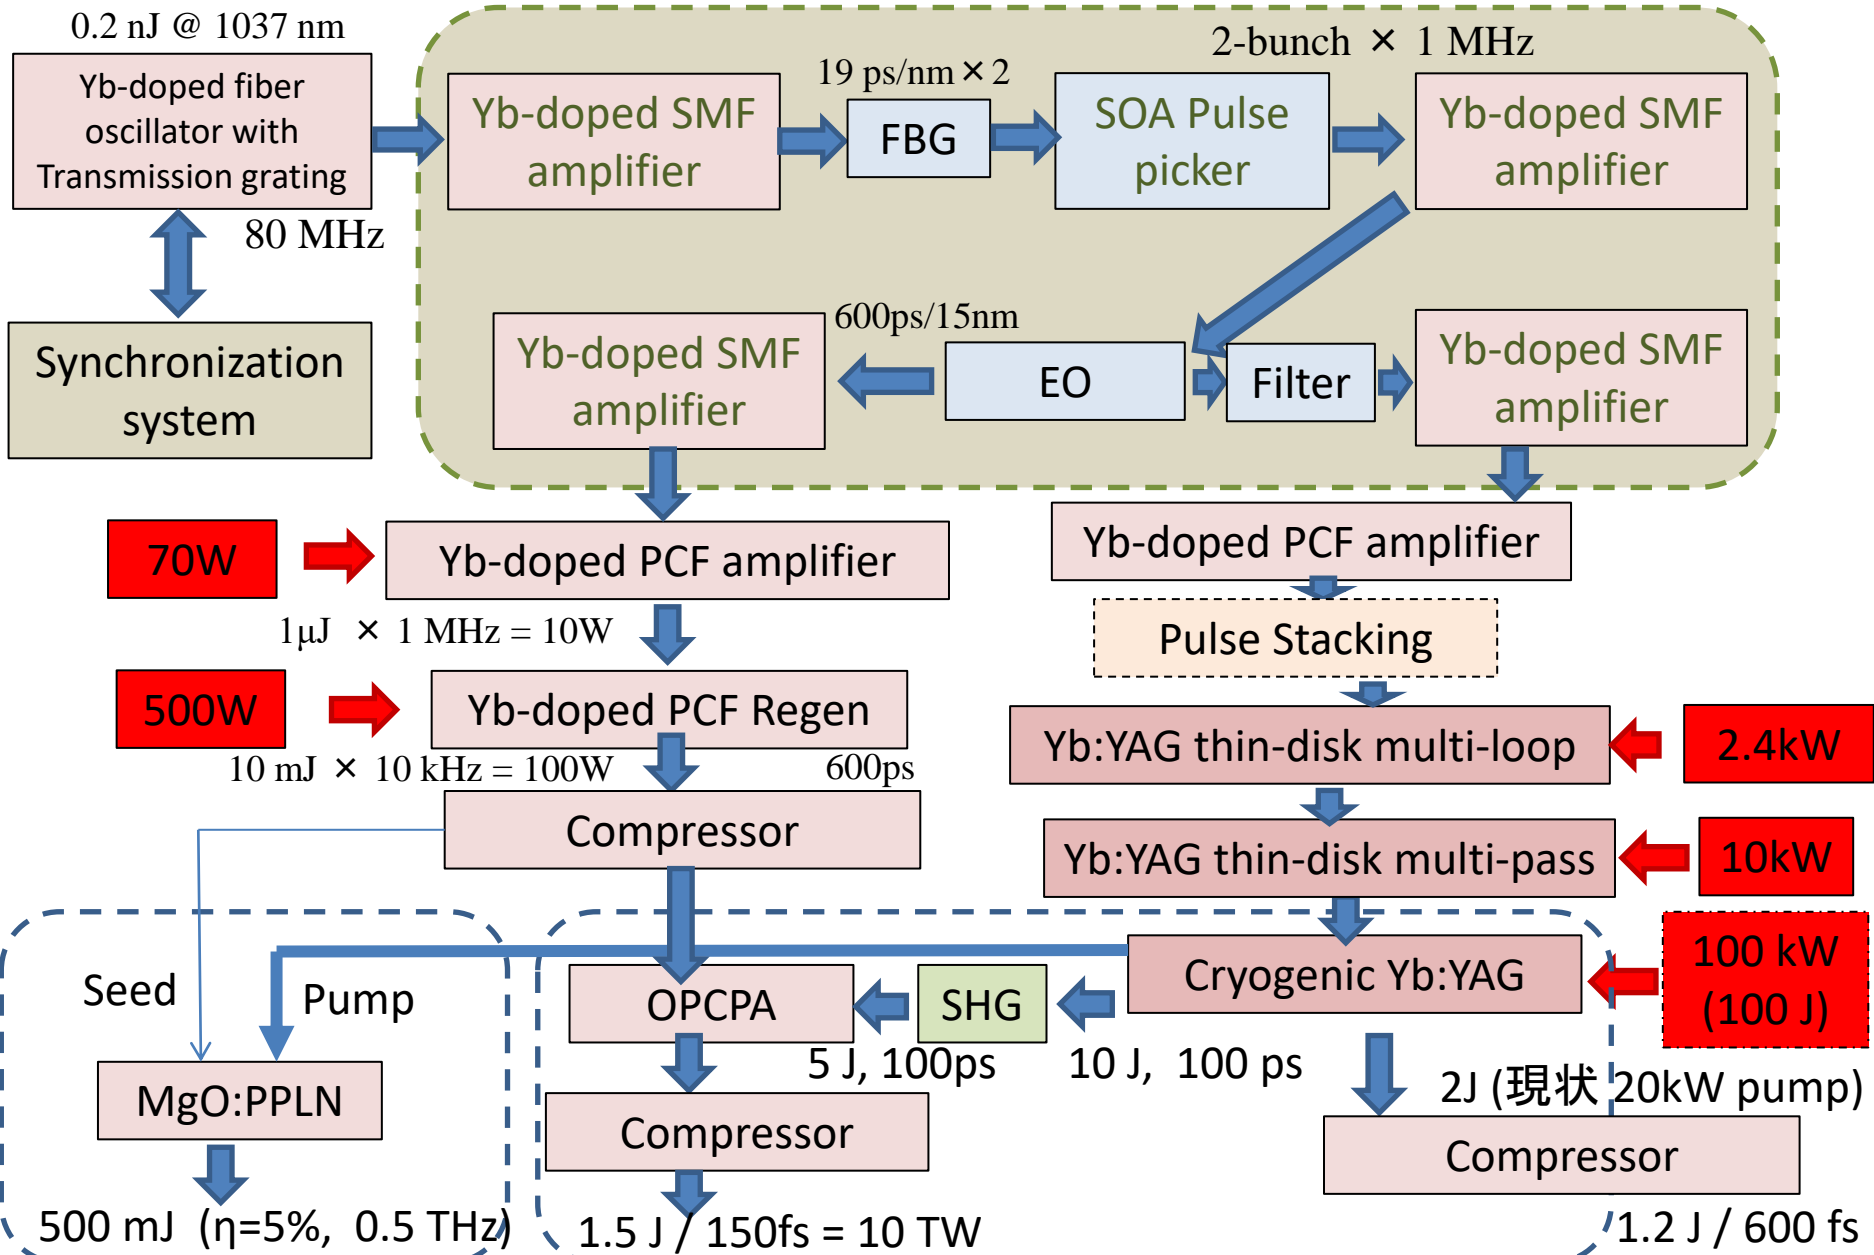 0.2 nJ @ 1037 nm
Yb-doped fiber
oscillator with
Transmission grating
80 MHz
Synchronization
system
Yb-doped SMF
amplifier
19 ps/nm × 2
FBG
SOA Pulse
picker
2-bunch × 1 MHz
Yb-doped SMF
amplifier
Yb-doped SMF
amplifier
600ps/15nm
EO
Filter
Yb-doped SMF
amplifier
70W
Yb-doped PCF amplifier
1μJ × 1 MHz = 10W
500W
Yb-doped PCF Regen
10 mJ × 10 kHz = 100W
600ps
Compressor
Yb-doped PCF amplifier
Pulse Stacking
Yb:YAG thin-disk multi-loop
2.4kW
Yb:YAG thin-disk multi-pass
10kW
Cryogenic Yb:YAG
100 kW
(100 J)
Seed
Pump
OPCPA
SHG
5 J, 100ps
10 J, 100 ps
2J (現状 20kW pump)
MgO:PPLN
Compressor
Compressor
500 mJ (η=5%, 0.5 THz)
1.5 J / 150fs = 10 TW
1.2 J / 600 fs